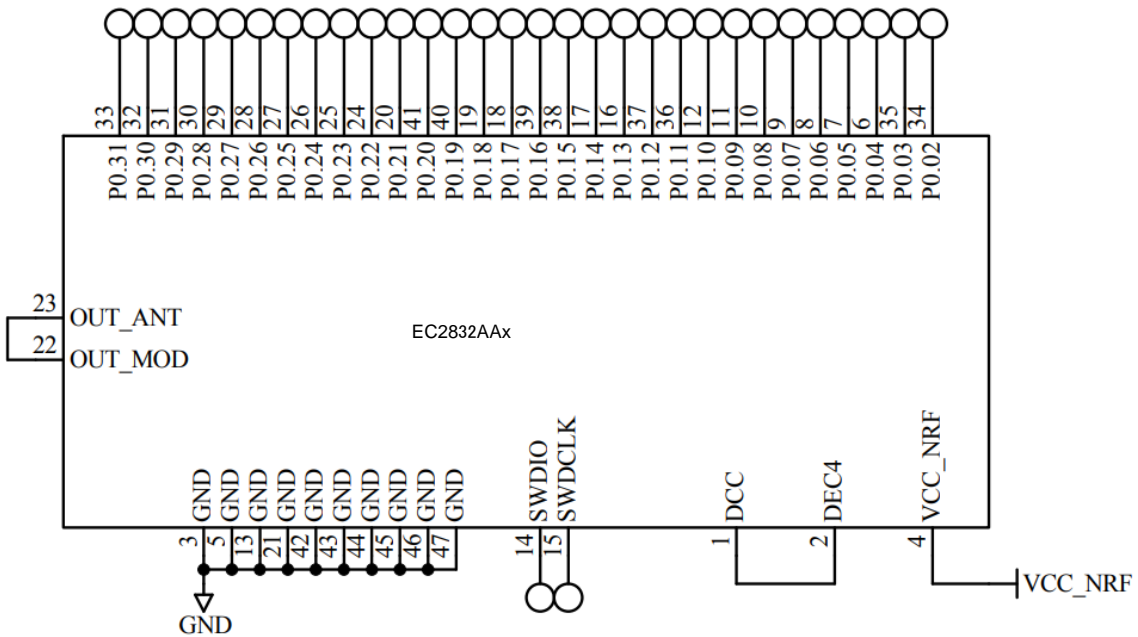 33 32 31 30 29 28 27 26 25 24 20 41 40 19 18 39 38 17 16 37 36 12 11 10 9 8 7 6 35 34
P0.31 P0.30 P0.29 P0.28 P0.27 P0.26 P0.25 P0.24 P0.23 P0.22 P0.21 P0.20 P0.19 P0.18 P0.17 P0.16 P0.15 P0.14 P0.13 P0.12 P0.11 P0.10 P0.09 P0.08 P0.07 P0.06 P0.05 P0.04 P0.03 P0.02
23 OUT_ANT
EC2832AAx
22 OUT_MOD
GND GND GND GND GND GND GND GND GND GND SWDIO SWDCLK DCC DEC4 VCC_NRF
3 5 13 21 42 43 44 45 46 47 14 15 1 2 4
VCC_NRF
GND